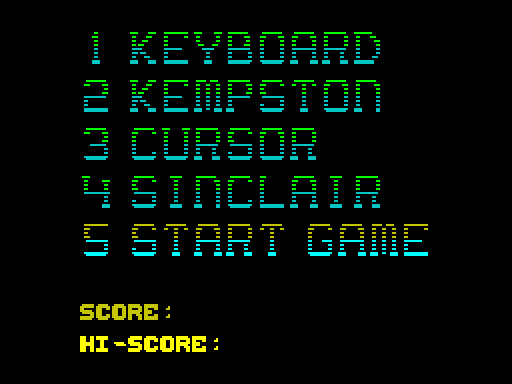 1 KEYBOARD
2 KEMPSTON
3 CURSOR
4 SINCLAIR
5 START GAME
SCORE:
HI-SCORE: